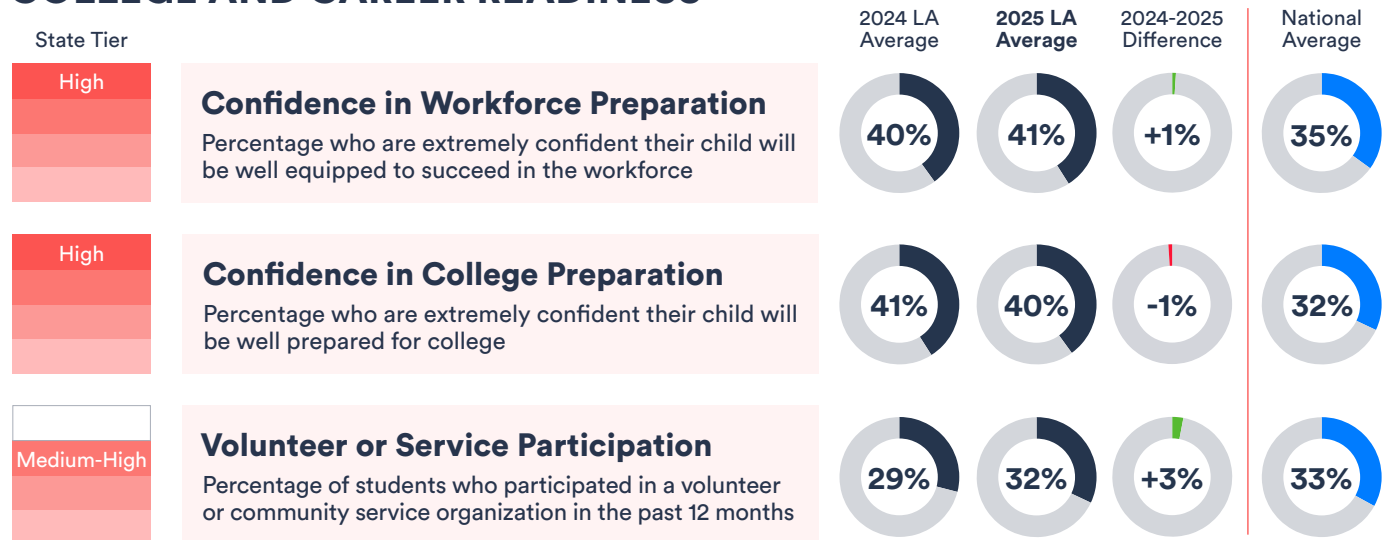 COLLEGE AND CAREER READINESS
State Tier
2024 LA
Average
2025 LA
Average
2024-2025
Difference
National
Average
High
Confidence in Workforce Preparation
Percentage who are extremely confident their child will
be well equipped to succeed in the workforce
40%
41%
+1%
35%
High
Confidence in College Preparation
Percentage who are extremely confident their child will
be well prepared for college
41%
40%
-1%
32%
Medium-High
Volunteer or Service Participation
Percentage of students who participated in a volunteer
or community service organization in the past 12 months
29%
32%
+3%
33%